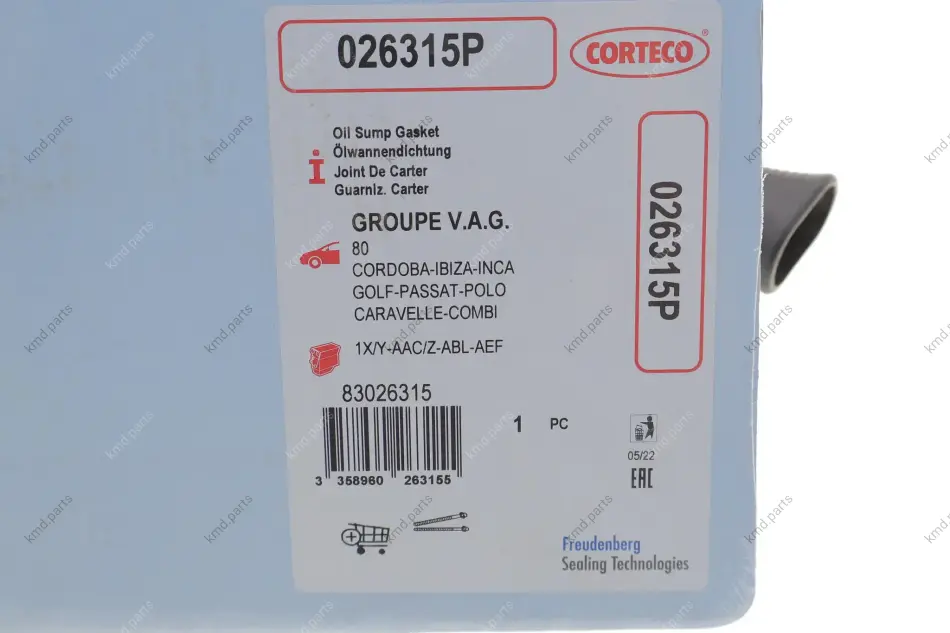 026315P
CORTECO®
Oil Sump Gasket
Ölwannendichtung
Joint De Carter
Guarniz. Carter
GROUPE V.A.G.
80
CORDOBA-IBIZA-INCA
GOLF-PASSAT-POLO
CARAVELLE-COMBI
1X/Y-AAC/Z-ABL-AEF
026315P
83026315
3 358960 263155
1 PC
05/22
EAC
Freudenberg
Sealing Technologies
kmd.parts